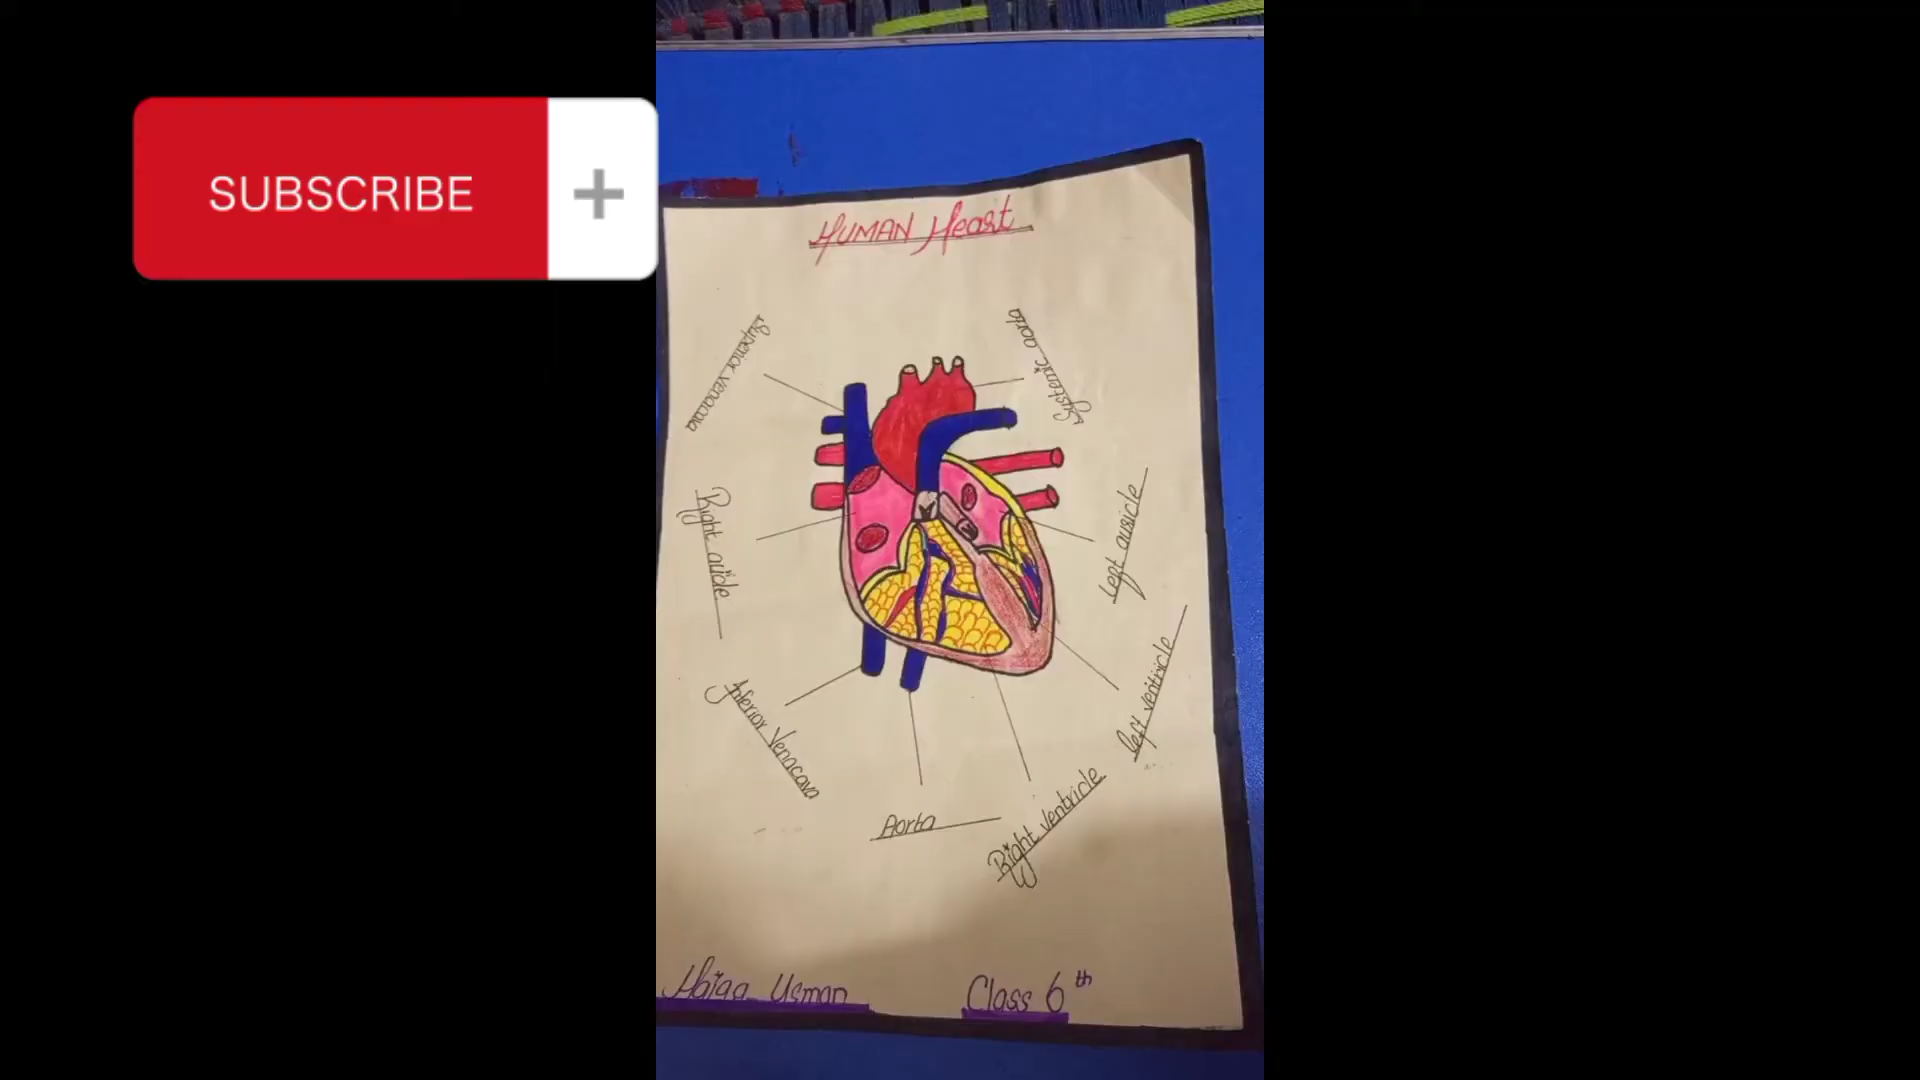 SUBSCRIBE +
HUMAN Heart
Superior venacava
Systemic aorta
Right auicle
Left auricle
Inferior Venacava
left ventricle
Aorta
Right ventricle
Usman
Class 6th